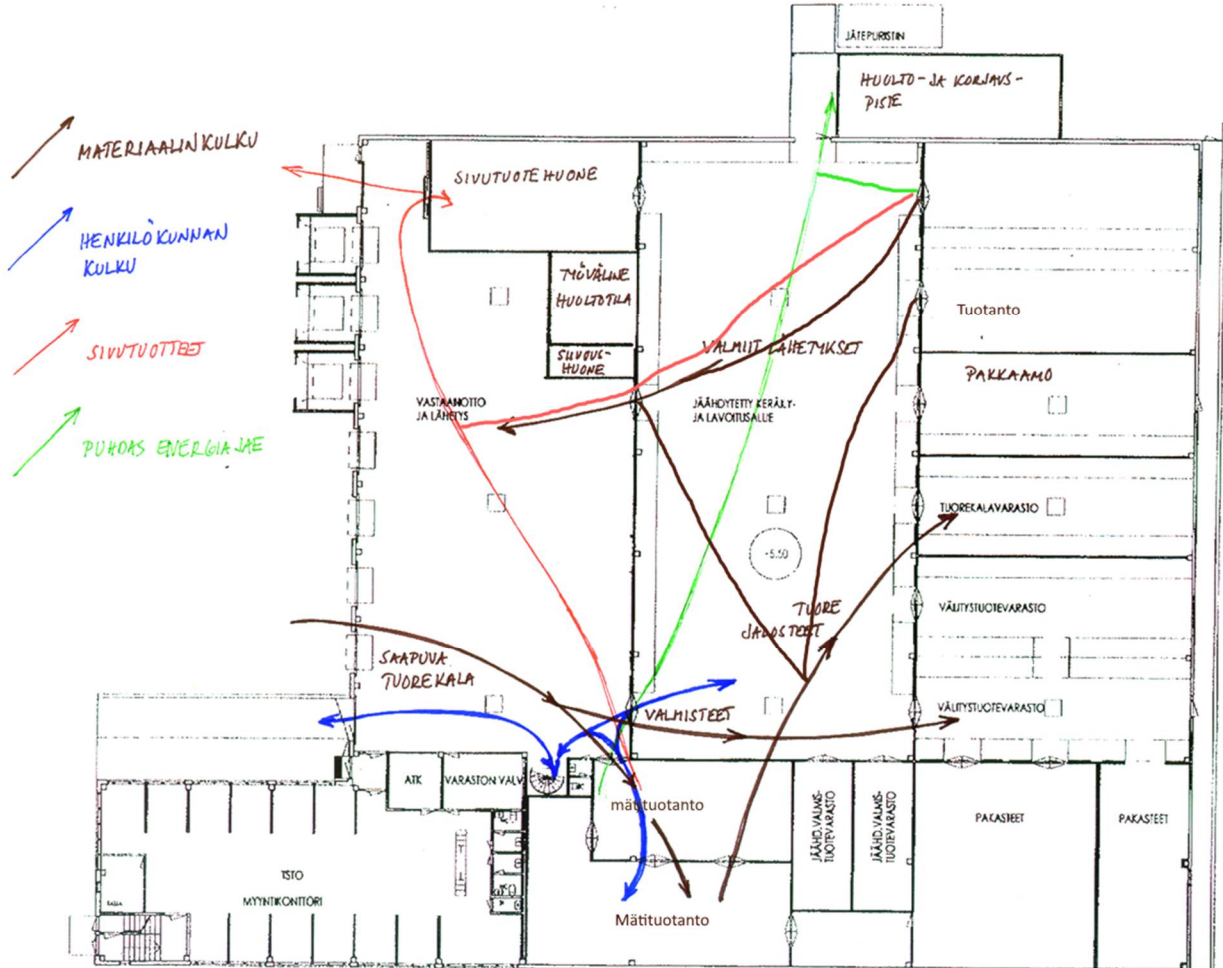 JÄTEPURISTIN
HUOLTO-JA KORJAUS-
PISTE
MATERIAALINKULKU
HENKILÖKUNNAN
KULKU
SIVUTUOTTEET
PUHDAS ENERGIAJAE
SIVUTUOTEHUONE
TYÖVÄLINE
HUOLTOTILA
SIIVOUS-
HUONE
VASTAANOTTO
JA LÄHETYS
VALMIIT LÄHETYKSET
JÄÄHDYTETTY KERÄILY-
JA LAVOITUSALUE
Tuotanto
PAKKAAMO
TUOREKALAVARASTO
-5.50
VÄLITYSTUOTEVARASTO
TUORE
JALOSTEET
SAAPUVA
TUOREKALA
VALMISTEET
VÄLITYSTUOTEVARASTO
ATK
VARASTON VALV
mätituotanto
JÄÄHD.VALMIS-
TUOTEVARASTO
JÄÄHD.VALMIS-
TUOTEVARASTO
PAKASTEET
PAKASTEET
TSTO
MYYNTIKONTTORI
Mätituotanto